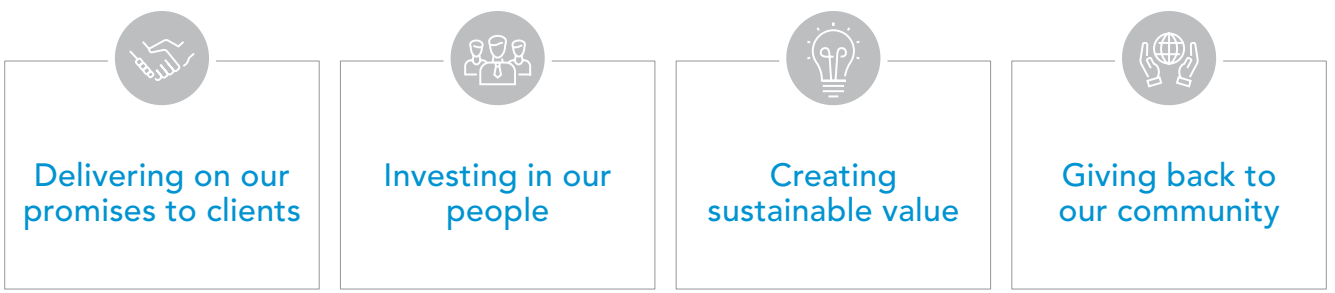 Delivering on our
promises to clients
Investing in our
people
Creating
sustainable value
Giving back to
our community